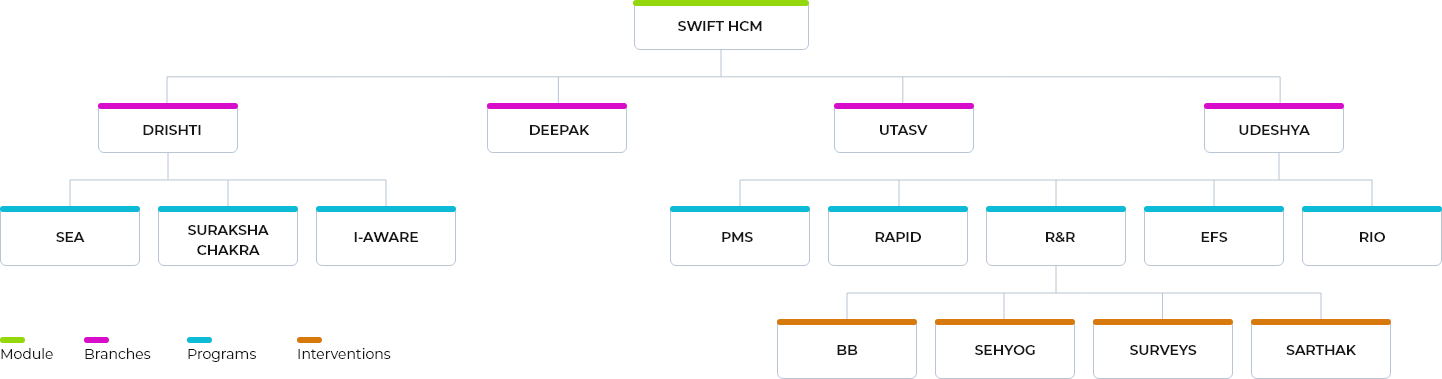 SWIFT HCM
DRISHTI
DEEPAK
UTASV
UDESHYA
SEA
SURAKSHA
CHAKRA
I-AWARE
PMS
RAPID
R&R
EFS
RIO
BB
SEHYOG
SURVEYS
SARTHAK
Module
Branches
Programs
Interventions